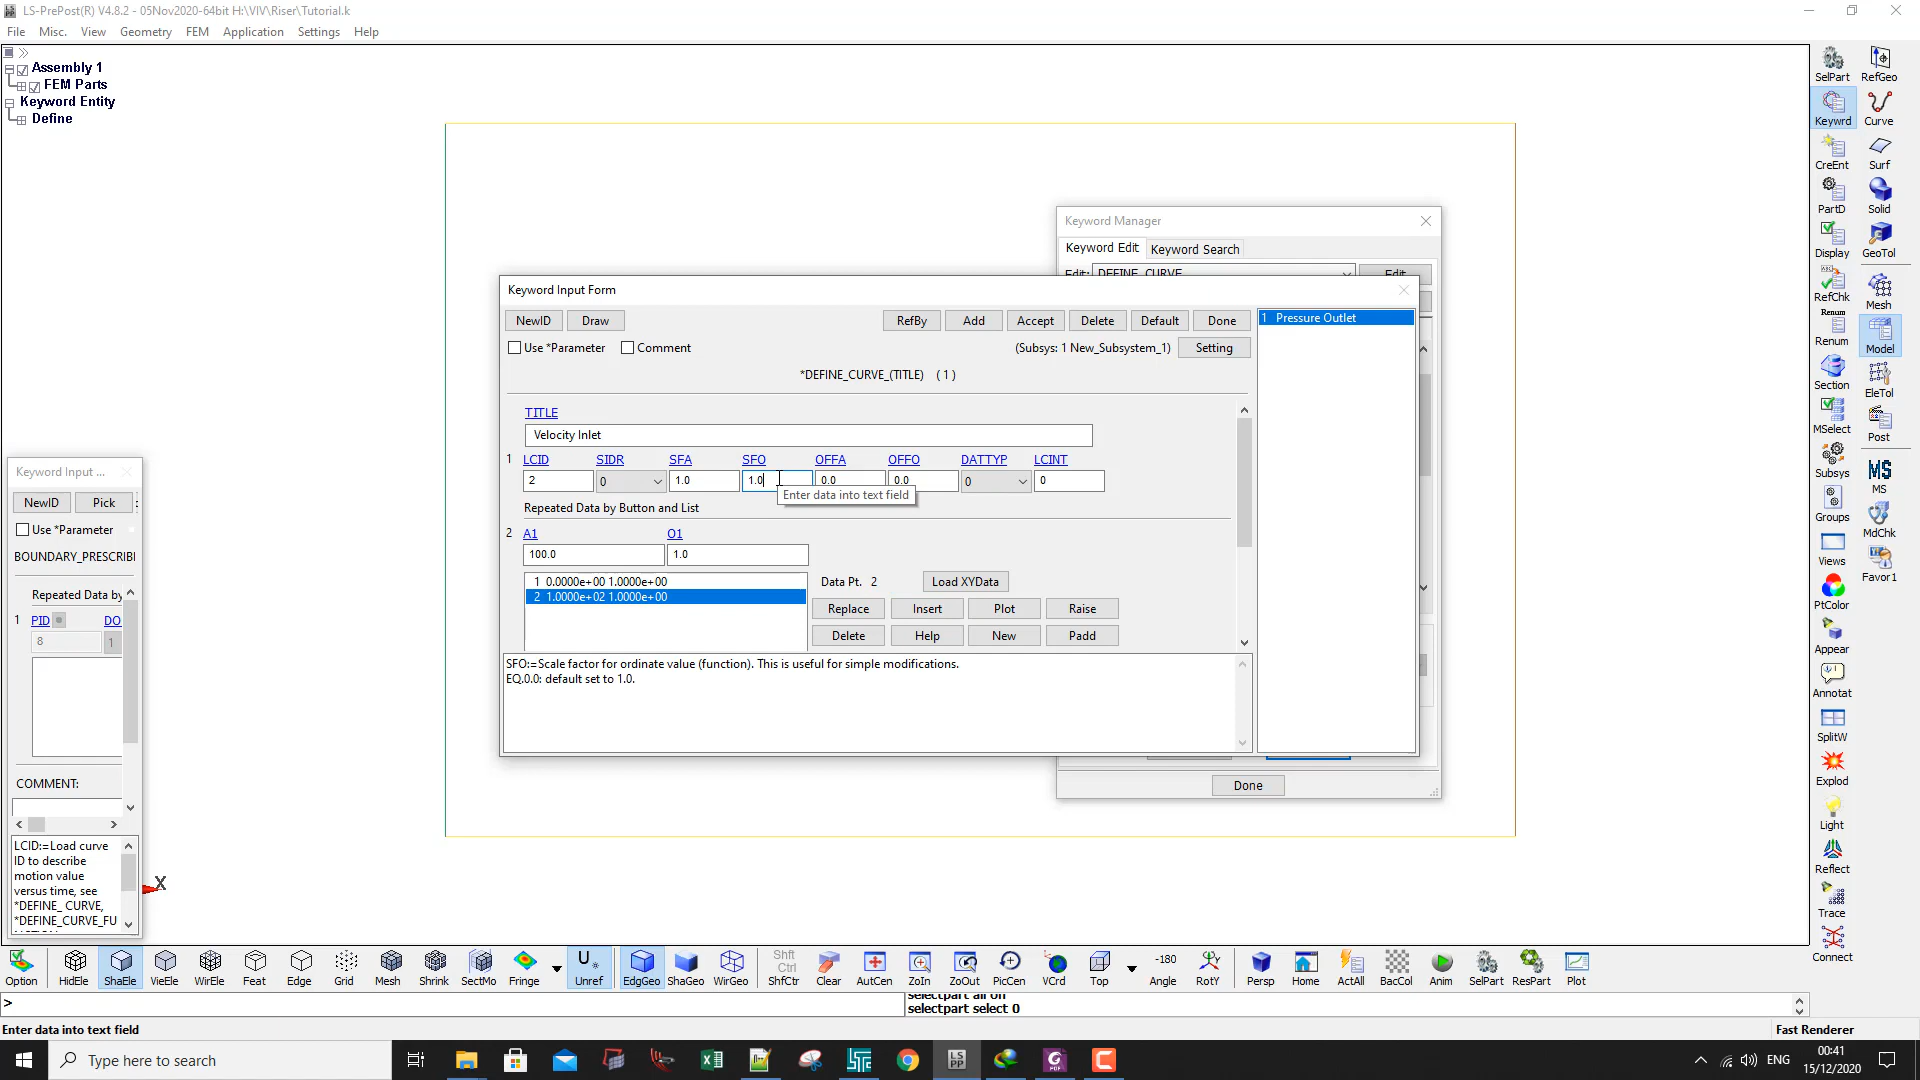 LS-PrePost(R) V4.8.2 - 05Nov2020-64bit H:\VIV\Riser\Tutorial.k
File Misc. View Geometry FEM Application Settings Help
Assembly 1
FEM Parts
Keyword Entity
Define
Keyword Manager
Keyword Edit Keyword Search
Edit: DEFINE_CURVE Edit
Keyword Input Form
NewID Draw RefBy Add Accept Delete Default Done
Use *Parameter Comment (Subsys: 1 New_Subsystem_1) Setting
*DEFINE_CURVE_(TITLE) ( 1 )
TITLE
Velocity Inlet
1 LCID SIDR SFA SFO OFFA OFFO DATTYP LCINT
2 0 1.0 1.0 0.0 0.0 0 0
Enter data into text field
Repeated Data by Button and List
2 A1 O1
100.0 1.0
1 0.0000e+00 1.0000e+00
2 1.0000e+02 1.0000e+00
Data Pt. 2 Load XYData
Replace Insert Plot Raise
Delete Help New Padd
SFO:=Scale factor for ordinate value (function). This is useful for simple modifications.
EQ.0.0: default set to 1.0.
1 Pressure Outlet
Done
Keyword Input ...
NewID Pick
Use *Parameter
BOUNDARY_PRESCRIBI
Repeated Data by
1 PID DO
8 1
COMMENT:
LCID:=Load curve
ID to describe
motion value
versus time, see
*DEFINE_ CURVE,
*DEFINE_CURVE_FU
X
SelPart RefGeo
Keywrd Curve
CreEnt Surf
PartD Solid
Display GeoTol
RefChk Mesh
Renum
Renum Model
Section EleTol
MSelect Post
Subsys MS
MS
Groups MdChk
Views Favor1
PtColor
Appear
Annotat
SplitW
Explod
Light
Reflect
Trace
Connect
Option HidEle ShaEle VieEle WirEle Feat Edge Grid Mesh Shrink SectMo Fringe Unref EdgGeo ShaGeo WirGeo Shft Ctrl ShfCtr Clear AutCen ZoIn ZoOut PicCen VCrd Top -180 Angle RotY Persp Home ActAll BacCol Anim SelPart ResPart Plot
>
selectpart all on
selectpart select 0
Enter data into text field
Fast Renderer
Type here to search
LS
PP
ENG
00:41
15/12/2020